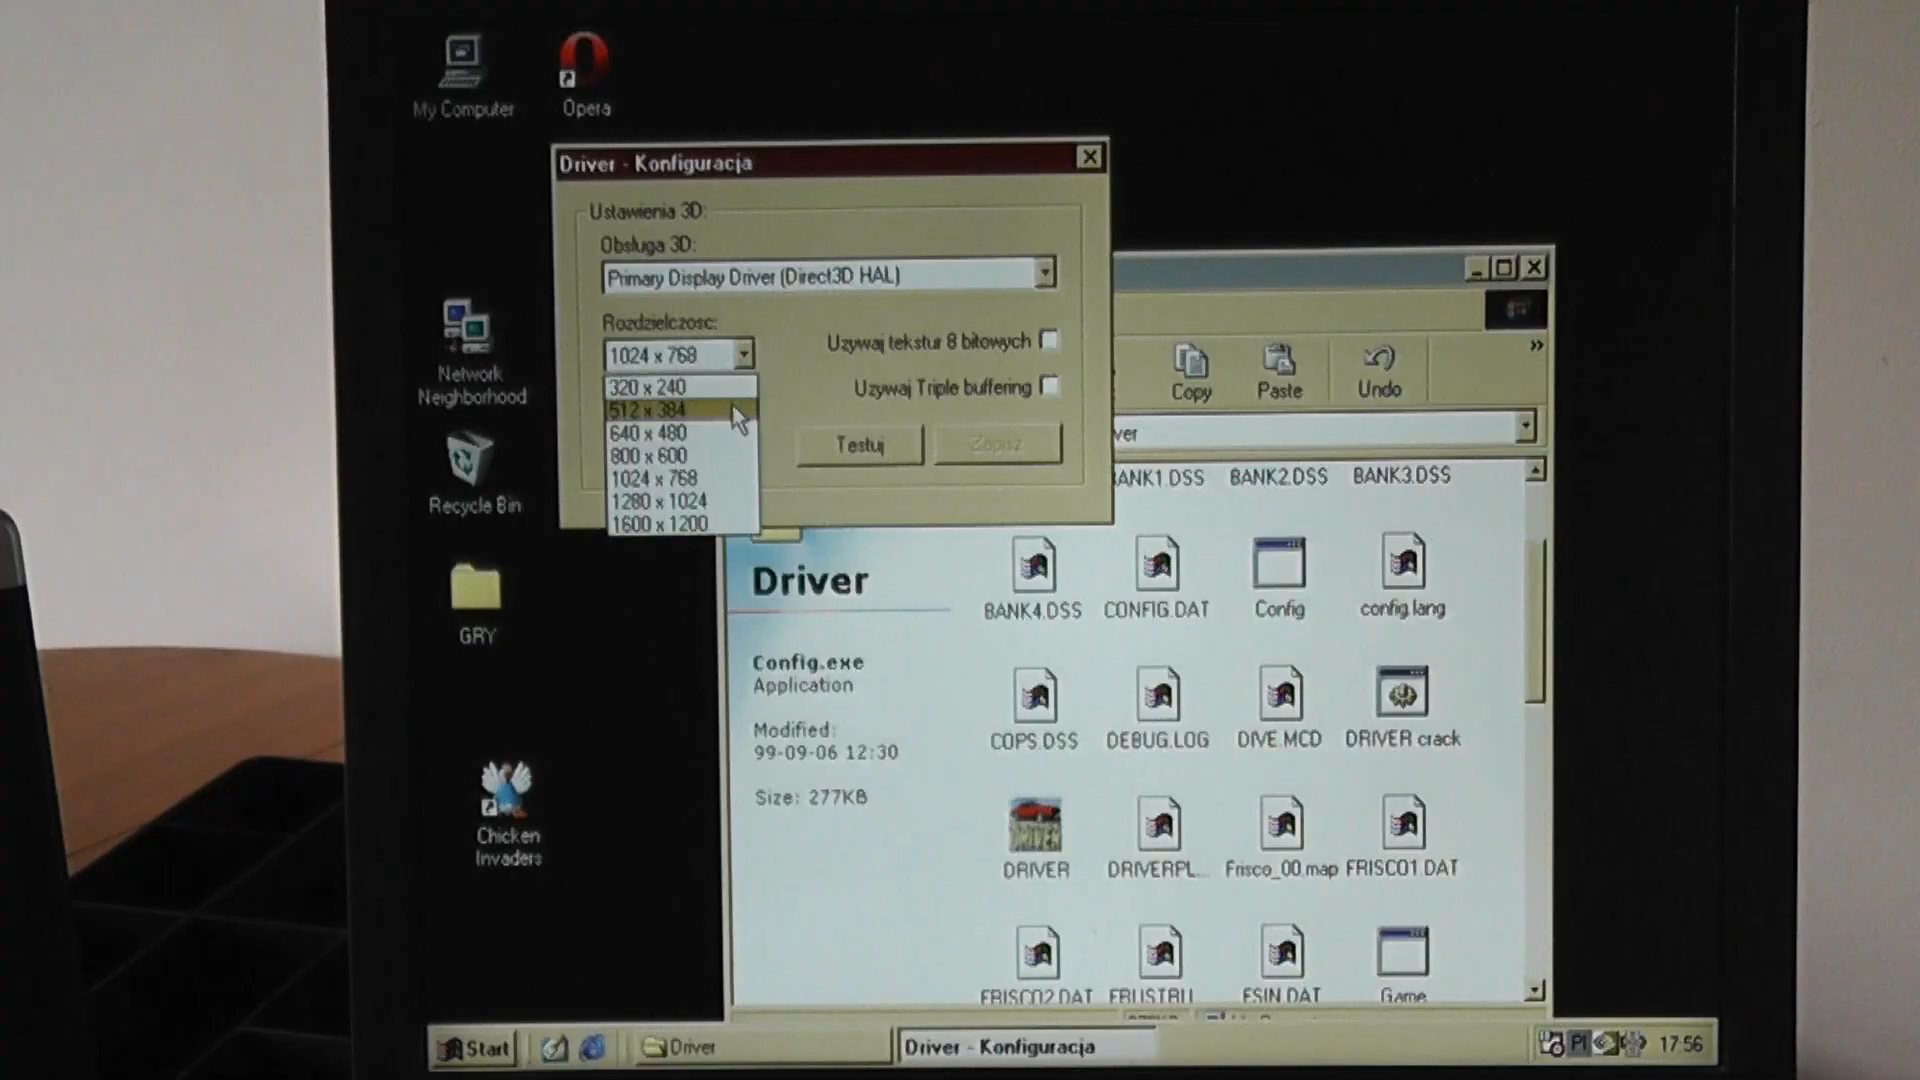 My Computer
Opera
Driver - Konfiguracja
Ustawienia 3D:
Obsluga 3D:
Primary Display Driver (Direct3D HAL)
Rozdzielczosc:
1024 x 768
320 x 240
512 x 384
640 x 480
800 x 600
1024 x 768
1280 x 1024
1600 x 1200
Uzywaj tekstur 8 bitowych
Uzywaj Triple buffering
Testuj
Zapisz
Copy
Paste
Undo
»
ver
BANK1.DSS
BANK2.DSS
BANK3.DSS
Network
Neighborhood
Recycle Bin
GRY
Chicken
Invaders
Driver
Config.exe
Application
Modified:
99-09-06 12:30
Size: 277KB
BANK4.DSS
CONFIG.DAT
Config
config.lang
COPS.DSS
DEBUG.LOG
DIVE.MCD
DRIVER crack
DRIVER
DRIVERPL...
Frisco_00.map
FRISCO1.DAT
FRISCO2.DAT
FSIN.DAT
Game
Start
Driver
Driver - Konfiguracja
Pl
17:56